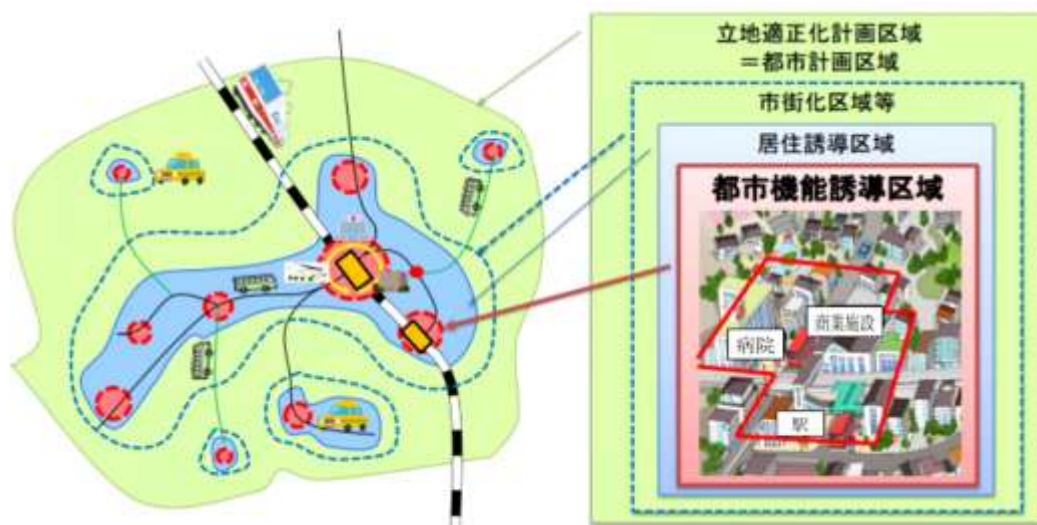 立地適正化計画区域
＝都市計画区域
市街化区域等
居住誘導区域
都市機能誘導区域
商業施設
病院
駅